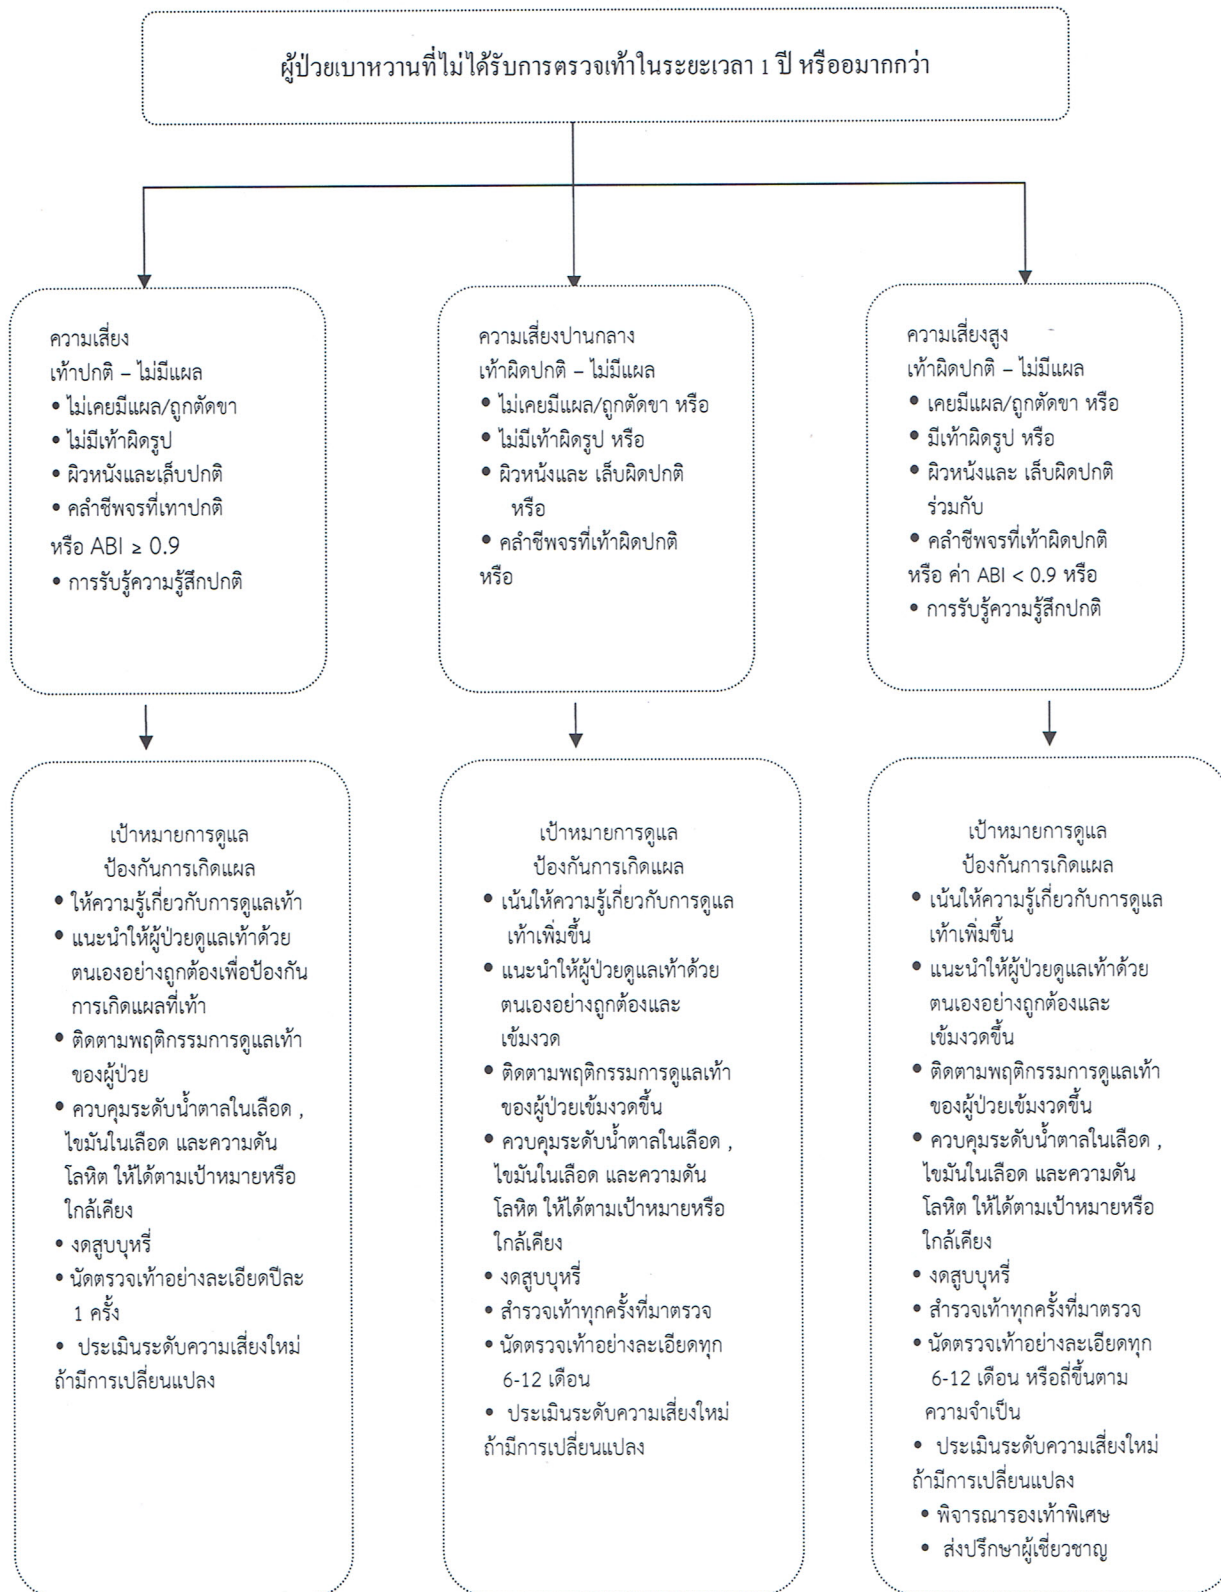 ผู้ป่วยเบาหวานที่ไม่ได้รับการตรวจเท้าในระยะเวลา 1 ปี หรืออมากกว่า
ความเสี่ยง
เท้าปกติ – ไม่มีแผล
• ไม่เคยมีแผล/ถูกตัดขา
• ไม่มีเท้าผิดรูป
• ผิวหนังและเล็บปกติ
• คลำชีพจรที่เทาปกติ
หรือ ABI ≥ 0.9
• การรับรู้ความรู้สึกปกติ
ความเสี่ยงปานกลาง
เท้าผิดปกติ – ไม่มีแผล
• ไม่เคยมีแผล/ถูกตัดขา หรือ
• ไม่มีเท้าผิดรูป หรือ
• ผิวหน้งและ เล็บผิดปกติ
หรือ
• คลำชีพจรที่เท้าผิดปกติ
หรือ
ความเสี่ยงสูง
เท้าผิดปกติ – ไม่มีแผล
• เคยมีแผล/ถูกตัดขา หรือ
• มีเท้าผิดรูป หรือ
• ผิวหนังและ เล็บผิดปกติ
ร่วมกับ
• คลำชีพจรที่เท้าผิดปกติ
หรือ ค่า ABI < 0.9 หรือ
• การรับรู้ความรู้สึกปกติ
เป้าหมายการดูแล
ป้องกันการเกิดแผล
• ให้ความรู้เกี่ยวกับการดูแลเท้า
• แนะนำให้ผู้ป่วยดูแลเท้าด้วย
ตนเองอย่างถูกต้องเพื่อป้องกัน
การเกิดแผลที่เท้า
• ติดตามพฤติกรรมการดูแลเท้า
ของผู้ป่วย
• ควบคุมระดับน้ำตาลในเลือด ,
ไขมันในเลือด และความดัน
โลหิต ให้ได้ตามเป้าหมายหรือ
ใกล้เคียง
• งดสูบบุหรี่
• นัดตรวจเท้าอย่างละเอียดปีละ
1 ครั้ง
• ประเมินระดับความเสี่ยงใหม่
ถ้ามีการเปลี่ยนแปลง
เป้าหมายการดูแล
ป้องกันการเกิดแผล
• เน้นให้ความรู้เกี่ยวกับการดูแล
เท้าเพิ่มขึ้น
• แนะนำให้ผู้ป่วยดูแลเท้าด้วย
ตนเองอย่างถูกต้องและ
เข้มงวด
• ติดตามพฤติกรรมการดูแลเท้า
ของผู้ป่วยเข้มงวดขึ้น
• ควบคุมระดับน้ำตาลในเลือด ,
ไขมันในเลือด และความดัน
โลหิต ให้ได้ตามเป้าหมายหรือ
ใกล้เคียง
• งดสูบบุหรี่
• สำรวจเท้าทุกครั้งที่มาตรวจ
• นัดตรวจเท้าอย่างละเอียดทุก
6-12 เดือน
• ประเมินระดับความเสี่ยงใหม่
ถ้ามีการเปลี่ยนแปลง
เป้าหมายการดูแล
ป้องกันการเกิดแผล
• เน้นให้ความรู้เกี่ยวกับการดูแล
เท้าเพิ่มขึ้น
• แนะนำให้ผู้ป่วยดูแลเท้าด้วย
ตนเองอย่างถูกต้องและ
เข้มงวดขึ้น
• ติดตามพฤติกรรมการดูแลเท้า
ของผู้ป่วยเข้มงวดขึ้น
• ควบคุมระดับน้ำตาลในเลือด ,
ไขมันในเลือด และความดัน
โลหิต ให้ได้ตามเป้าหมายหรือ
ใกล้เคียง
• งดสูบบุหรี่
• สำรวจเท้าทุกครั้งที่มาตรวจ
• นัดตรวจเท้าอย่างละเอียดทุก
6-12 เดือน หรือถี่ขึ้นตาม
ความจำเป็น
• ประเมินระดับความเสี่ยงใหม่
ถ้ามีการเปลี่ยนแปลง
• พิจารณารองเท้าพิเศษ
• ส่งปรึกษาผู้เชี่ยวชาญ